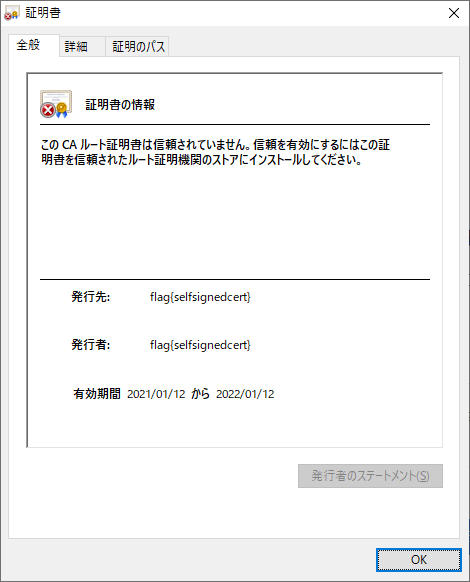 証明書
全般 詳細 証明のパス
証明書の情報
この CA ルート証明書は信頼されていません。信頼を有効にするにはこの証
明書を信頼されたルート証明機関のストアにインストールしてください。
発行先: flag{selfsignedcert}
発行者: flag{selfsignedcert}
有効期間 2021/01/12 から 2022/01/12
発行者のステートメント(S)
OK